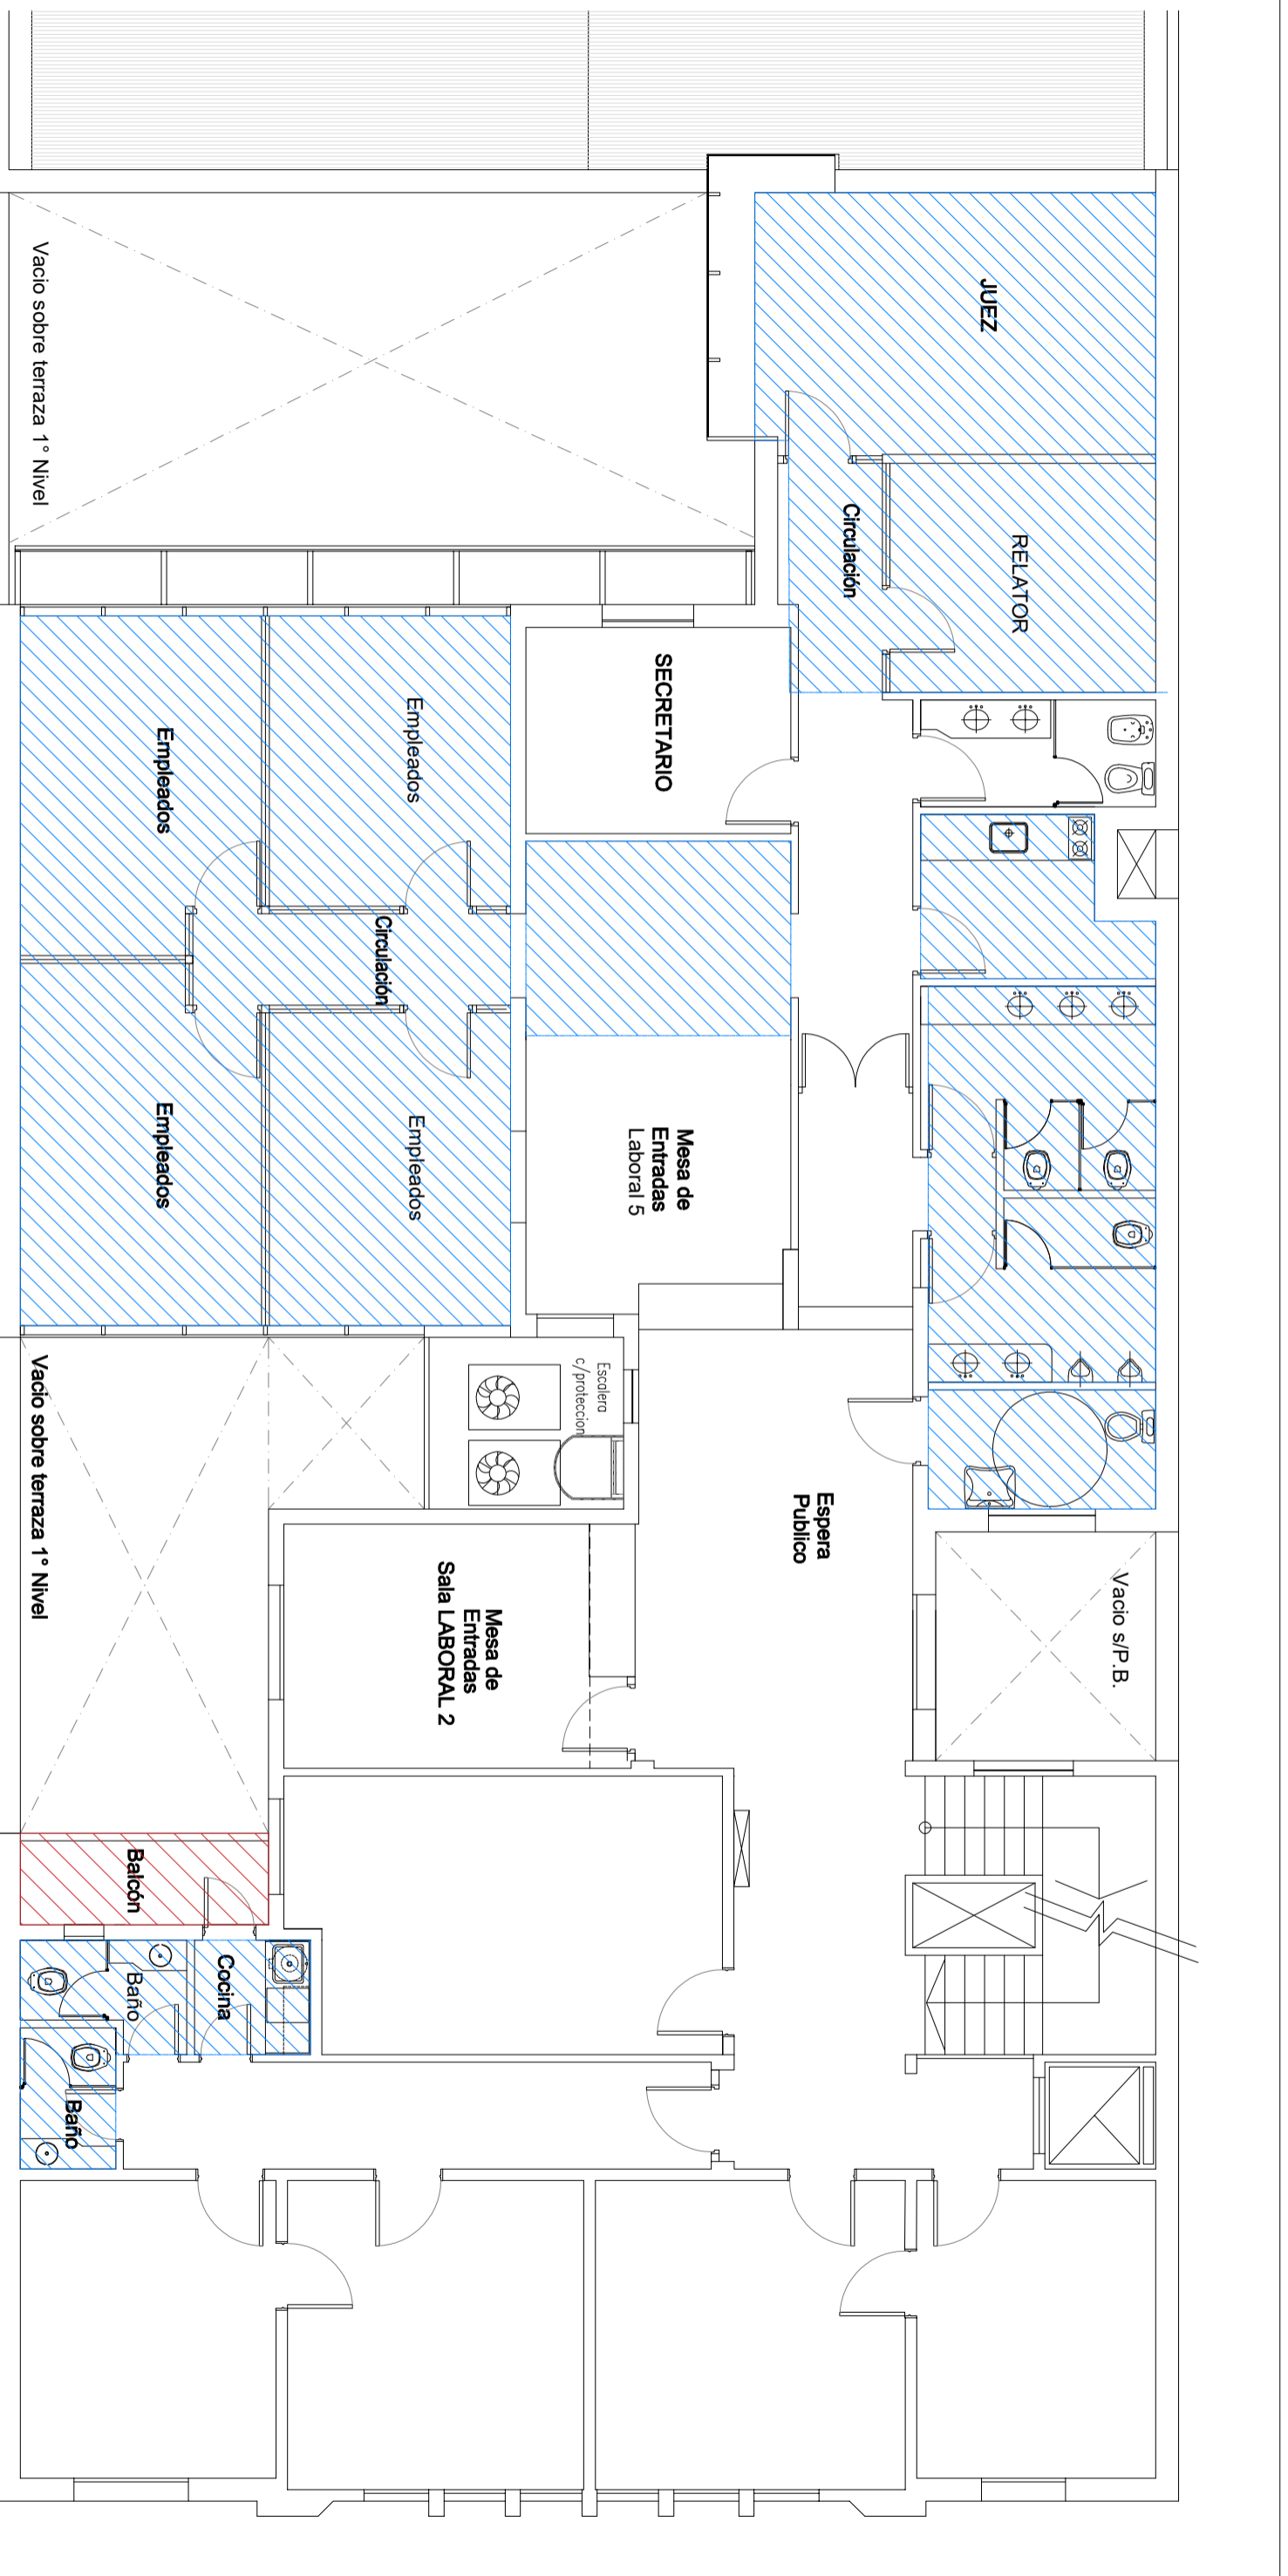 JUEZ
RELATOR
Circulación
Vacio sobre terraza 1° Nivel
SECRETARIO
Empleados
Empleados
Circulación
Empleados
Empleados
Mesa de
Entradas
Laboral 5
Escalera
c/proteccion
Espera
Publico
Vacio s/P.B.
Vacio sobre terraza 1° Nivel
Mesa de
Entradas
Sala LABORAL 2
Balcón
Cocina
Baño
Baño